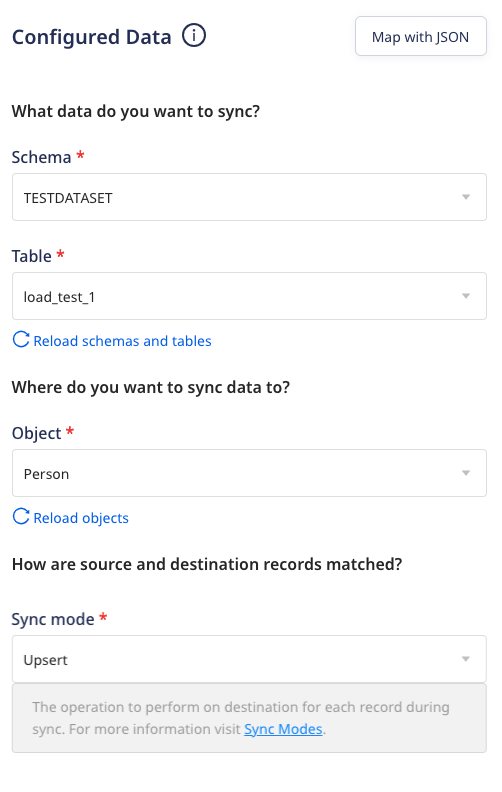 Configured Data
Map with JSON
What data do you want to sync?
Schema *
TESTDATASET
Table *
load_test_1
Reload schemas and tables
Where do you want to sync data to?
Object *
Person
Reload objects
How are source and destination records matched?
Sync mode *
Upsert
The operation to perform on destination for each record during
sync. For more information visit Sync Modes.